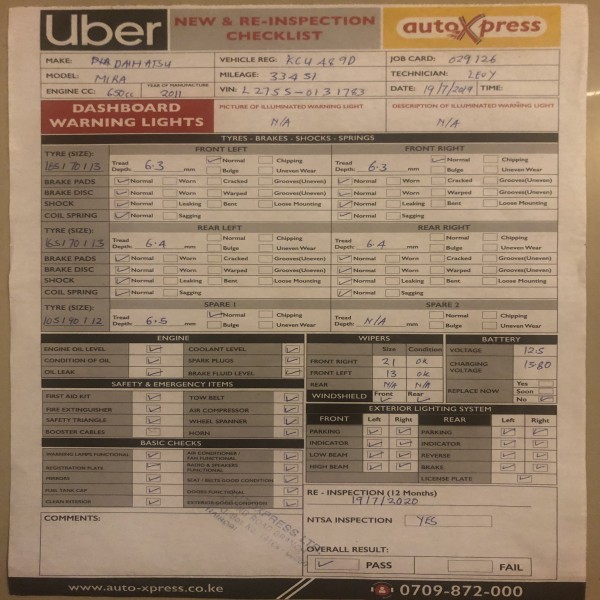 Uber NEW & RE-INSPECTION CHECKLIST autoXpress
MAKE: DAIHATSU VEHICLE REG: KCU 489D JOB CARD: 029126
MODEL: MIRA MILEAGE: 33451 TECHNICIAN: LEVY
ENGINE CC: 650cc YEAR OF MANUFACTURE 2011 VIN: L275S-0131783 DATE: 19/7/2019 TIME:
DASHBOARD WARNING LIGHTS PICTURE OF ILLUMINATED WARNING LIGHT N/A DESCRIPTION OF ILLUMINATED WARNING LIGHT N/A
TYRES - BRAKES - SHOCKS - SPRINGS
FRONT LEFT FRONT RIGHT
TYRE (SIZE): 165/70/13 Tread Depth: 6.3 mm Normal Chipping Bulge Uneven Wear Tread Depth: 6.3 mm Normal Chipping Bulge Uneven Wear
BRAKE PADS Normal Worn Cracked Grooves(Uneven) Normal Worn Cracked Grooves(Uneven)
BRAKE DISC Normal Worn Warped Grooves(Uneven) Normal Worn Warped Grooves(Uneven)
SHOCK Normal Leaking Bent Loose Mounting Normal Leaking Bent Loose Mounting
COIL SPRING Normal Sagging Normal Sagging
REAR LEFT REAR RIGHT
TYRE (SIZE): 165/70/13 Tread Depth: 6.4 mm Normal Chipping Bulge Uneven Wear Tread Depth: 6.4 mm Normal Chipping Bulge Uneven Wear
BRAKE PADS Normal Worn Cracked Grooves(Uneven) Normal Worn Cracked Grooves(Uneven)
BRAKE DISC Normal Worn Warped Grooves(Uneven) Normal Worn Warped Grooves(Uneven)
SHOCK Normal Leaking Bent Loose Mounting Normal Leaking Bent Loose Mounting
COIL SPRING Normal Sagging Normal Sagging
SPARE 1 SPARE 2
TYRE (SIZE): Tread Depth: 6.5 mm Normal Chipping Bulge Uneven Wear Tread Depth: N/A mm Normal Chipping Bulge Uneven Wear
ENGINE
ENGINE OIL LEVEL COOLANT LEVEL
CONDITION OF OIL SPARK PLUGS
OIL LEAK BRAKE FLUID LEVEL
SAFETY & EMERGENCY ITEMS
FIRST AID KIT TOW BELT
FIRE EXTINGUISHER AIR COMPRESSOR
SAFETY TRIANGLE WHEEL SPANNER
BOOSTER CABLES HORN
BASIC CHECKS
WARNING LAMPS FUNCTIONAL AIR CONDITIONER / FAN FUNCTIONAL
REGISTRATION PLATE RADIO & SPEAKERS FUNCTIONAL
MIRRORS SEAT / BELTS GOOD CONDITION
FUEL TANK CAP DOORS FUNCTIONAL
CLEAN INTERIOR EXTERIOR GOOD CONDITION
WIPERS
Size Condition
FRONT RIGHT 21 OK
FRONT LEFT 13 OK
REAR N/A N/A
WINDSHIELD Front Rear
BATTERY
VOLTAGE 12.5
CHARGING VOLTAGE 15.80
REPLACE NOW Yes Soon No
EXTERIOR LIGHTING SYSTEM
FRONT Left Right REAR Left Right
PARKING PARKING
INDICATOR INDICATOR
LOW BEAM REVERSE
HIGH BEAM BRAKE
LICENSE PLATE
RE - INSPECTION (12 Months)
19/7/2020
NTSA INSPECTION YES
COMMENTS:
OVERALL RESULT:
PASS FAIL
www.auto-xpress.co.ke 0709-872-000